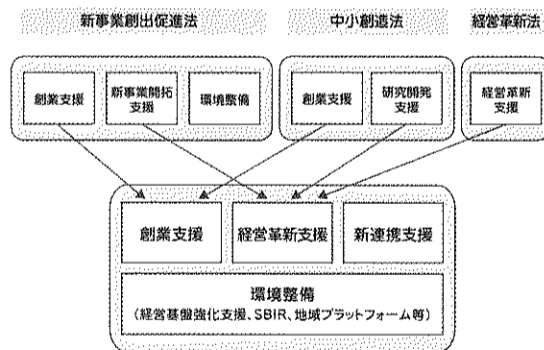 新事業創出促進法 中小創造法 経営革新法
創業支援 新事業開拓支援 環境整備 創業支援 研究開発支援 経営革新支援
創業支援 経営革新支援 新連携支援
環境整備
（経営基盤強化支援、SBIR、地域プラットフォーム等）